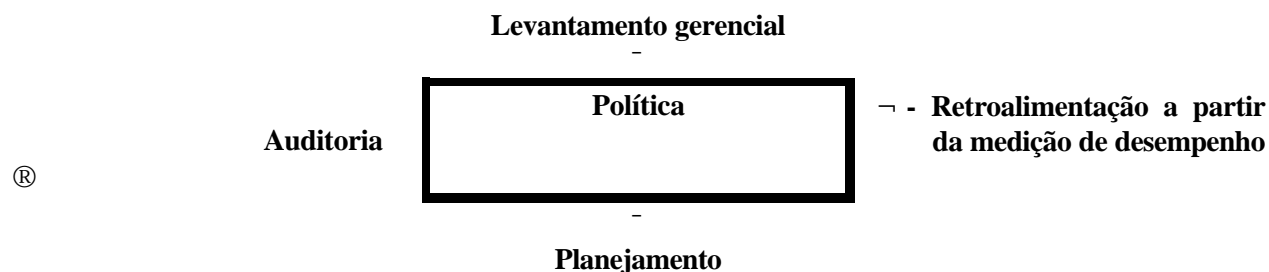 Levantamento gerencial
-
Política
¬ - Retroalimentação a partir
Auditoria
da medição de desempenho
®
-
Planejamento